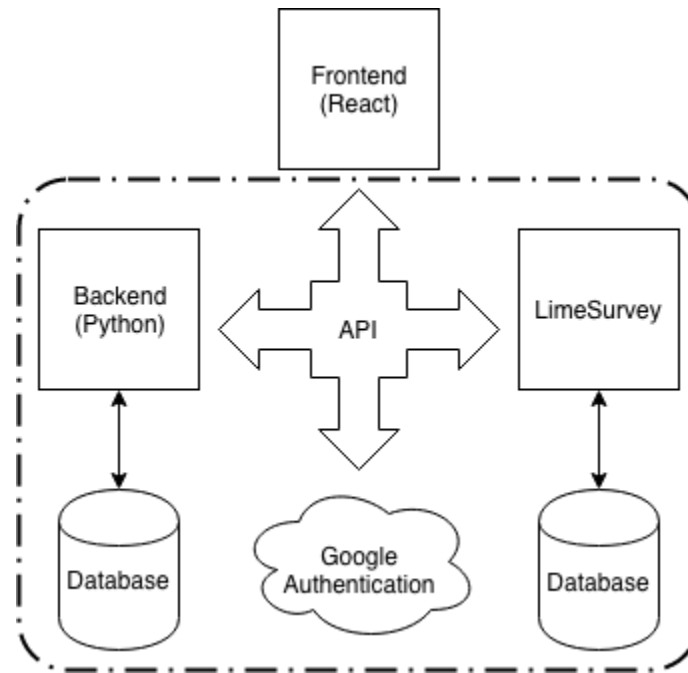 Frontend
(React)
Backend
(Python)
API
LimeSurvey
Database
Google
Authentication
Database